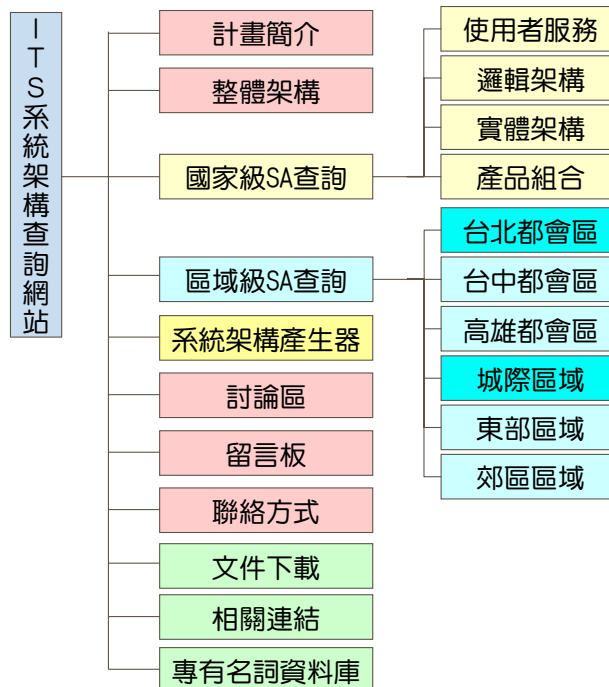 ITS系統架構查詢網站
計畫簡介
整體架構
國家級SA查詢
使用者服務
邏輯架構
實體架構
產品組合
區域級SA查詢
台北都會區
台中都會區
高雄都會區
城際區域
東部區域
郊區區域
系統架構產生器
討論區
留言板
聯絡方式
文件下載
相關連結
專有名詞資料庫